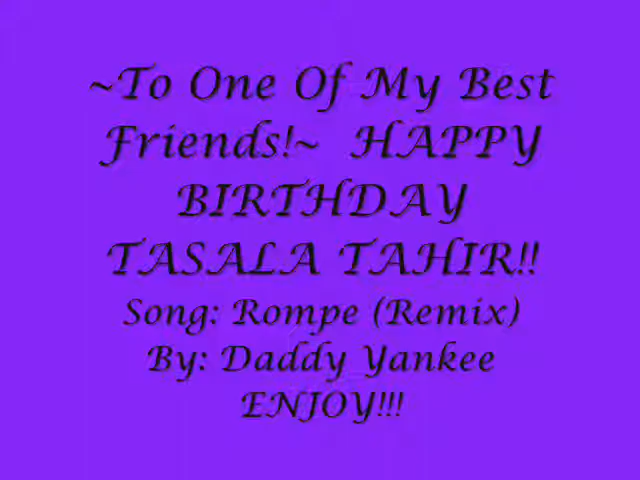 ~To One Of My Best
Friends!~ HAPPY
BIRTHDAY
TASALA TAHIR!!
Song: Rompe (Remix)
By: Daddy Yankee
ENJOY!!!